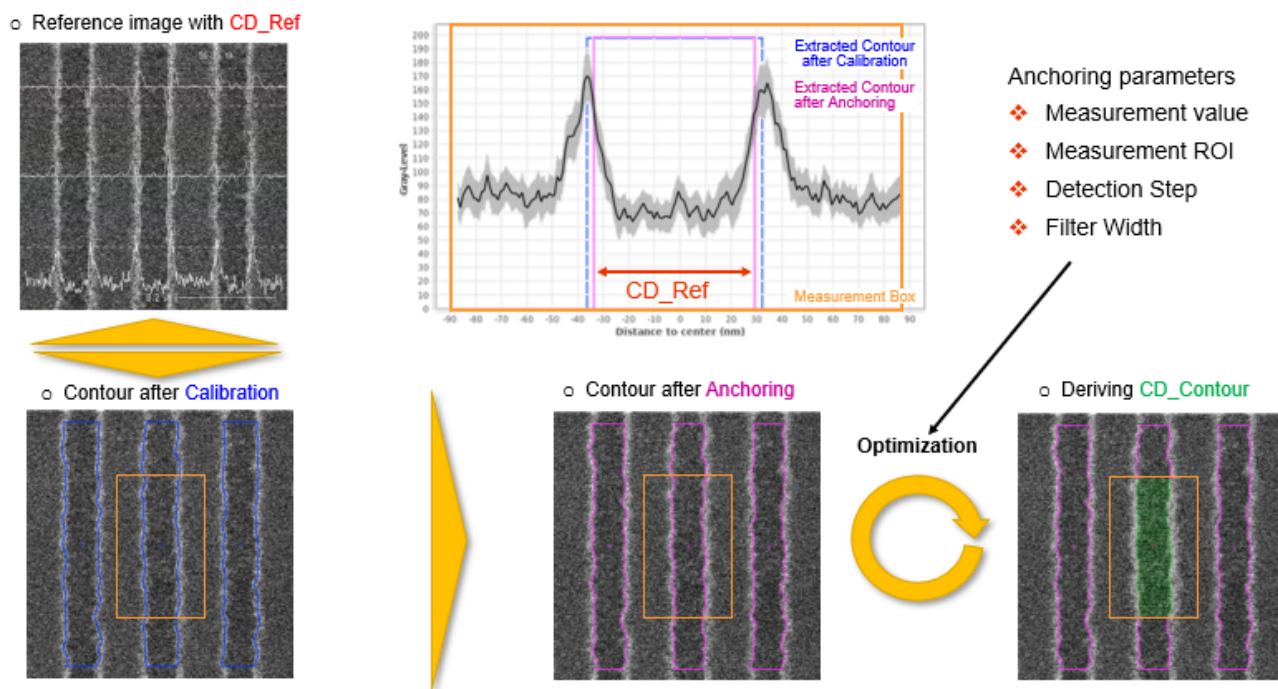 Reference image with CD_Ref
Extracted Contour
after Calibration
Extracted Contour
after Anchoring
200
190
180
170
160
150
140
130
120
110
100
90
80
70
60
50
40
30
20
10
0
Gray-Level
CD_Ref
Measurement Box
-90 -80 -70 -60 -50 -40 -30 -20 -10 0 10 20 30 40 50 60 70 80 90
Distance to center (nm)
Anchoring parameters
Measurement value
Measurement ROI
Detection Step
Filter Width
Contour after Calibration
Contour after Anchoring
Optimization
Deriving CD_Contour